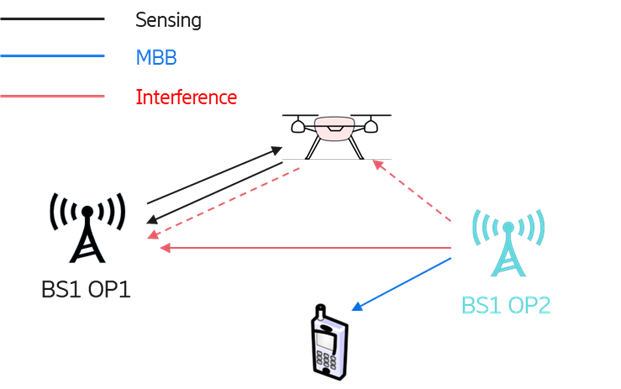 Sensing
MBB
Interference
BS1 OP1
BS1 OP2